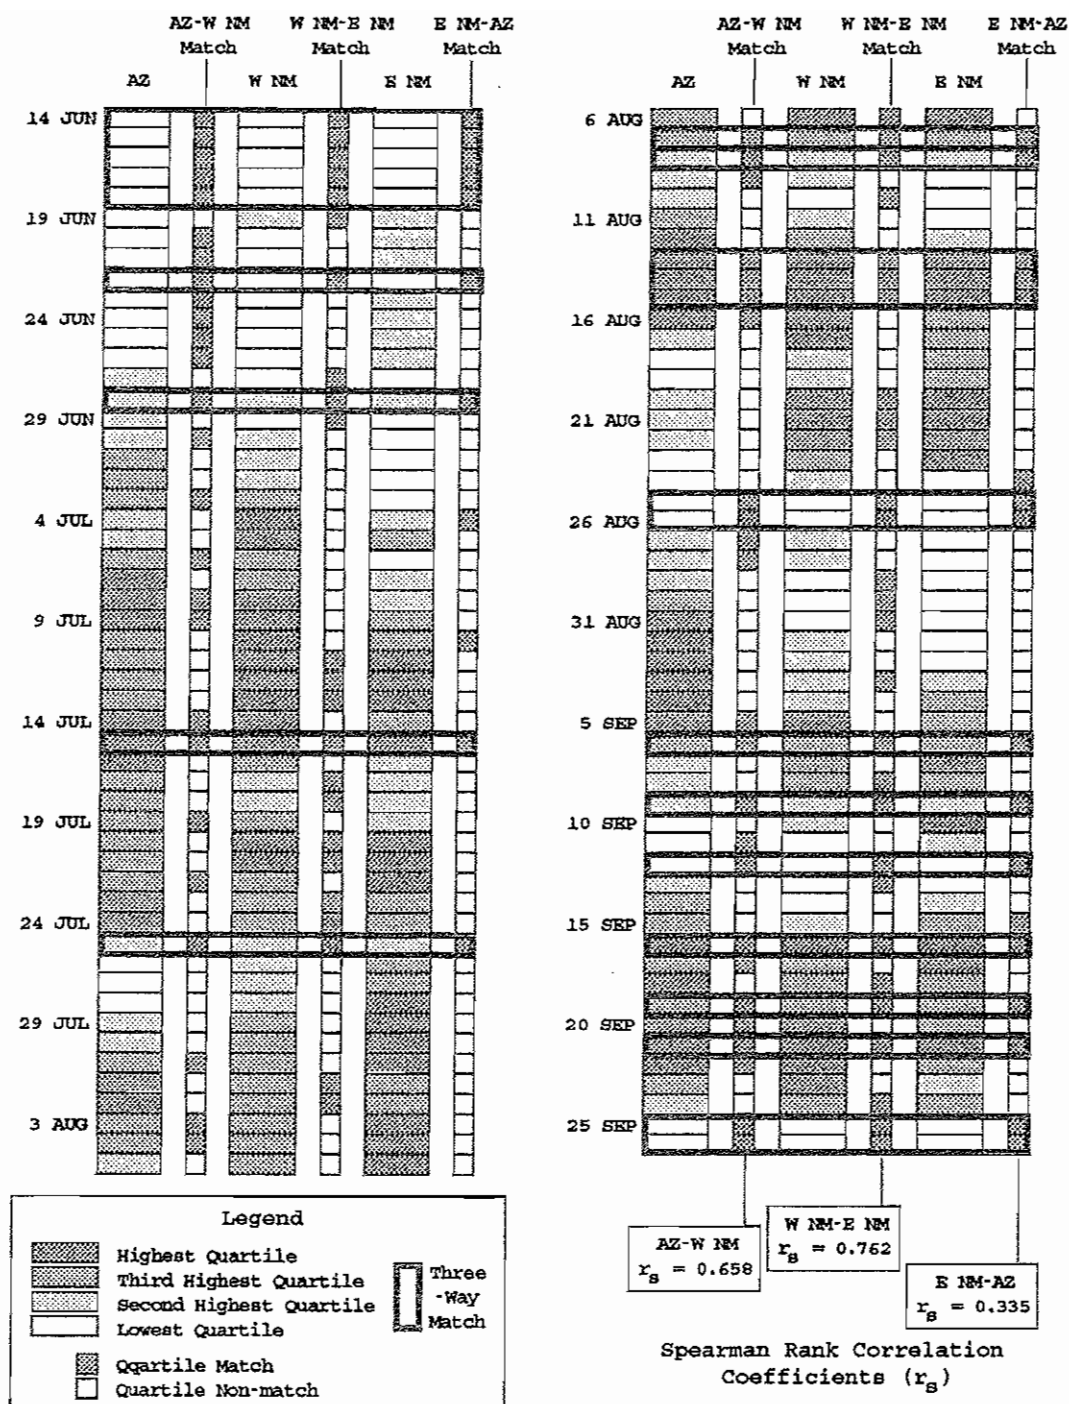 AZ-W NM W NM-E NM E NM-AZ
Match Match Match
AZ W NM E NM
14 JUN
19 JUN
24 JUN
29 JUN
4 JUL
9 JUL
14 JUL
19 JUL
24 JUL
29 JUL
3 AUG
AZ-W NM W NM-E NM E NM-AZ
Match Match Match
AZ W NM E NM
6 AUG
11 AUG
16 AUG
21 AUG
26 AUG
31 AUG
5 SEP
10 SEP
15 SEP
20 SEP
25 SEP
Legend
Highest Quartile
Third Highest Quartile
Second Highest Quartile
Lowest Quartile
Three
-Way
Match
Qqartile Match
Quartile Non-match
AZ-W NM
rs = 0.658
W NM-E NM
rs = 0.762
E NM-AZ
rs = 0.335
Spearman Rank Correlation
Coefficients (rs)